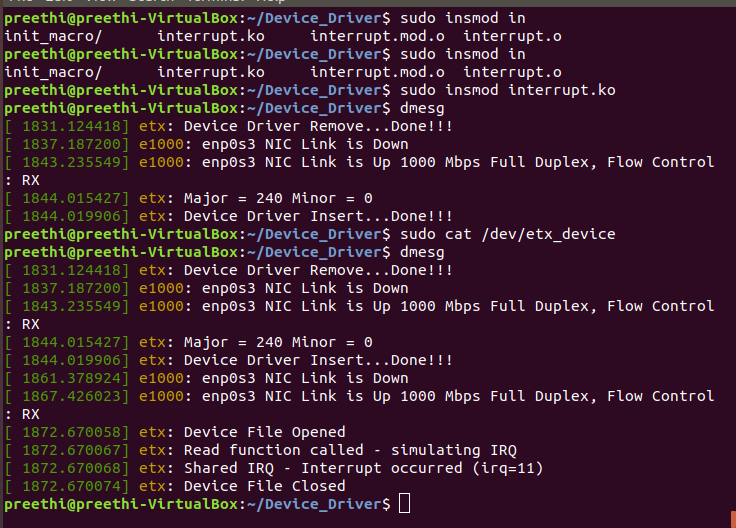 preethi@preethi-VirtualBox:~/Device_Driver$ sudo insmod in
init_macro/      interrupt.ko     interrupt.mod.o  interrupt.o
preethi@preethi-VirtualBox:~/Device_Driver$ sudo insmod in
init_macro/      interrupt.ko     interrupt.mod.o  interrupt.o
preethi@preethi-VirtualBox:~/Device_Driver$ sudo insmod interrupt.ko
preethi@preethi-VirtualBox:~/Device_Driver$ dmesg
[ 1831.124418] etx: Device Driver Remove...Done!!!
[ 1837.187200] e1000: enp0s3 NIC Link is Down
[ 1843.235549] e1000: enp0s3 NIC Link is Up 1000 Mbps Full Duplex, Flow Control
: RX
[ 1844.015427] etx: Major = 240 Minor = 0
[ 1844.019906] etx: Device Driver Insert...Done!!!
preethi@preethi-VirtualBox:~/Device_Driver$ sudo cat /dev/etx_device
preethi@preethi-VirtualBox:~/Device_Driver$ dmesg
[ 1831.124418] etx: Device Driver Remove...Done!!!
[ 1837.187200] e1000: enp0s3 NIC Link is Down
[ 1843.235549] e1000: enp0s3 NIC Link is Up 1000 Mbps Full Duplex, Flow Control
: RX
[ 1844.015427] etx: Major = 240 Minor = 0
[ 1844.019906] etx: Device Driver Insert...Done!!!
[ 1861.378924] e1000: enp0s3 NIC Link is Down
[ 1867.426023] e1000: enp0s3 NIC Link is Up 1000 Mbps Full Duplex, Flow Control
: RX
[ 1872.670058] etx: Device File Opened
[ 1872.670067] etx: Read function called - simulating IRQ
[ 1872.670068] etx: Shared IRQ - Interrupt occurred (irq=11)
[ 1872.670074] etx: Device File Closed
preethi@preethi-VirtualBox:~/Device_Driver$